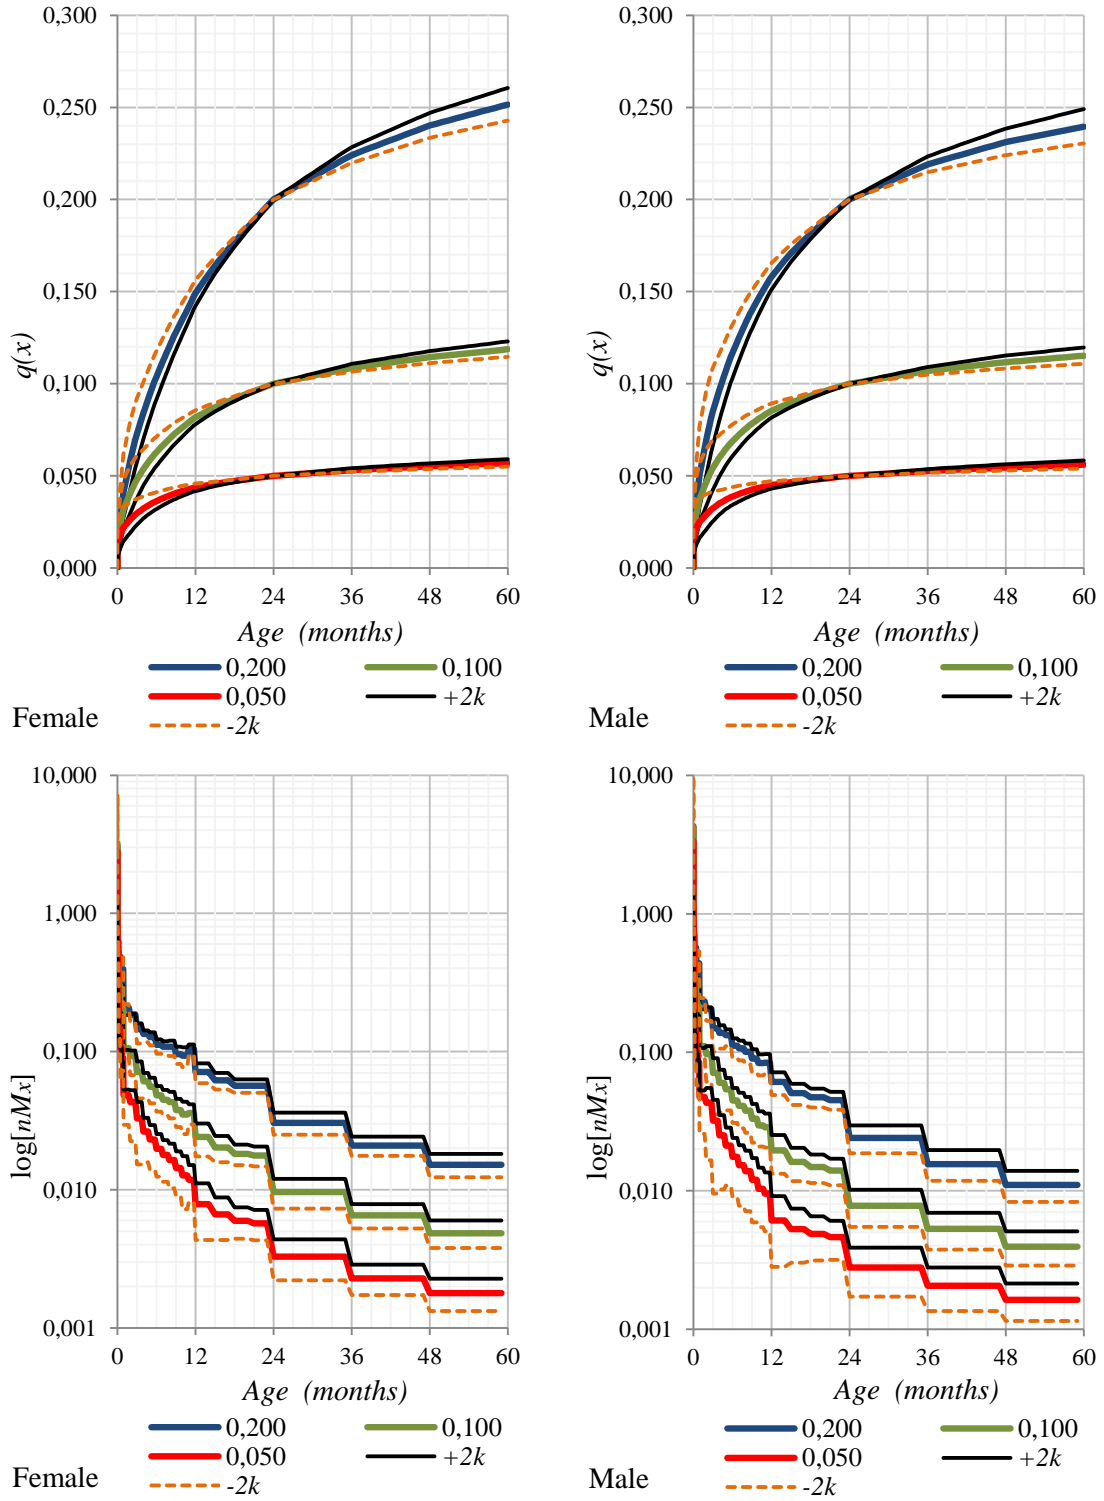 0,300
0,250
0,200
0,150
0,100
0,050
0,000
q(x)
0 12 24 36 48 60
Age (months)
0,200 0,100
0,050 +2k
-2k
Female
0,300
0,250
0,200
0,150
0,100
0,050
0,000
q(x)
0 12 24 36 48 60
Age (months)
0,200 0,100
0,050 +2k
-2k
Male
10,000
1,000
0,100
0,010
0,001
log[nMx]
0 12 24 36 48 60
Age (months)
0,200 0,100
0,050 +2k
-2k
Female
10,000
1,000
0,100
0,010
0,001
log[nMx]
0 12 24 36 48 60
Age (months)
0,200 0,100
0,050 +2k
-2k
Male